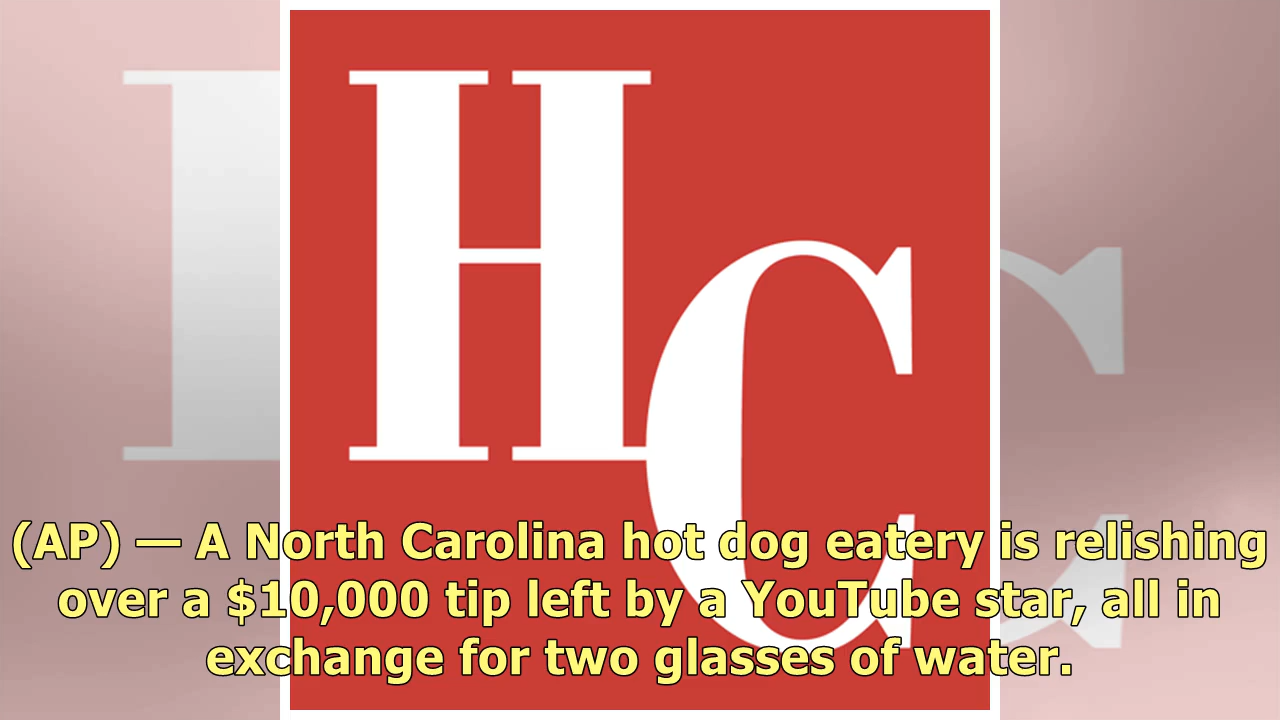 HC
(AP) — A North Carolina hot dog eatery is relishing
over a $10,000 tip left by a YouTube star, all in
exchange for two glasses of water.